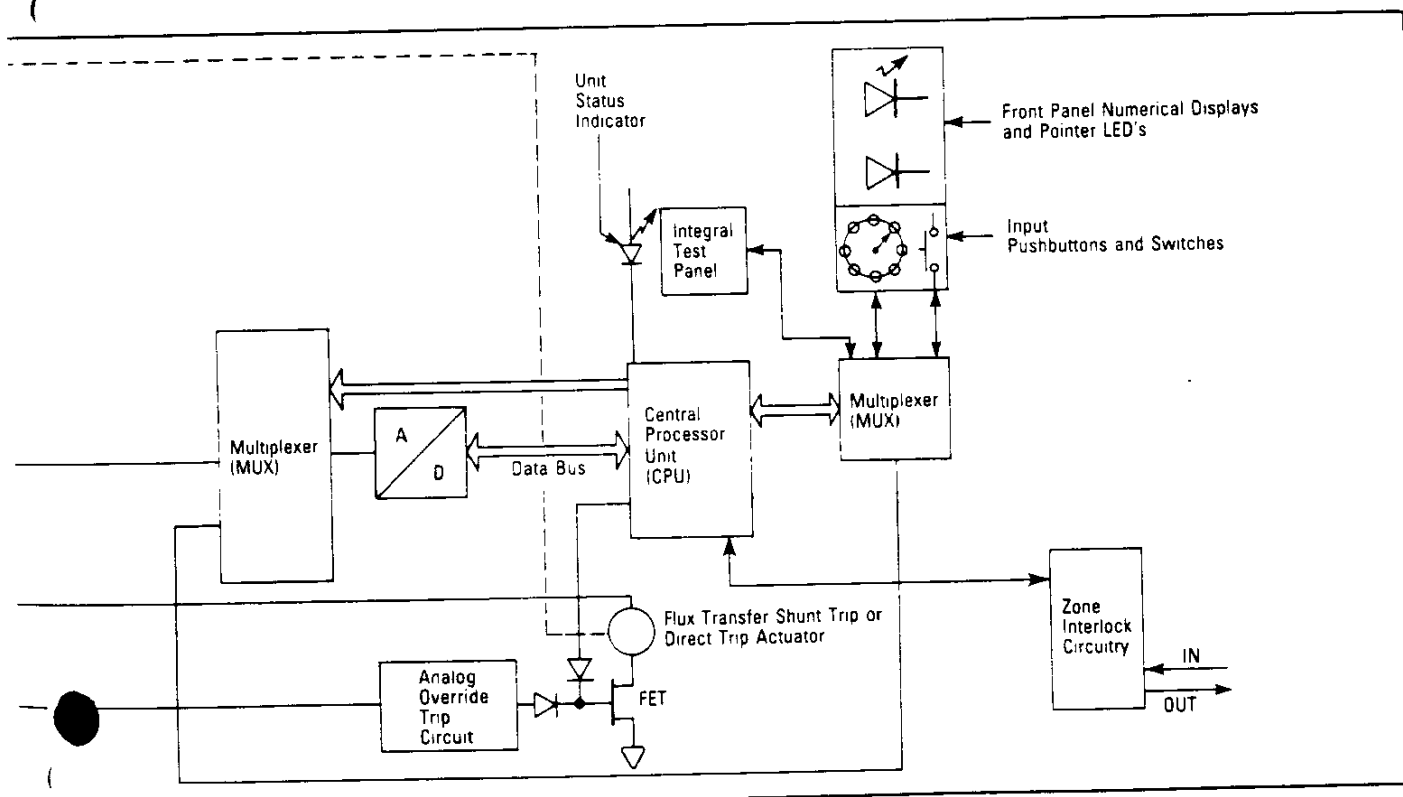 Unit
Status
Indicator
Front Panel Numerical Displays
and Pointer LED's
Integral
Test
Panel
Input
Pushbuttons and Switches
Multiplexer
(MUX)
A
D
Data Bus
Central
Processor
Unit
(CPU)
Multiplexer
(MUX)
Flux Transfer Shunt Trip or
Direct Trip Actuator
Zone
Interlock
Circuitry
IN
OUT
Analog
Override
Trip
Circuit
FET